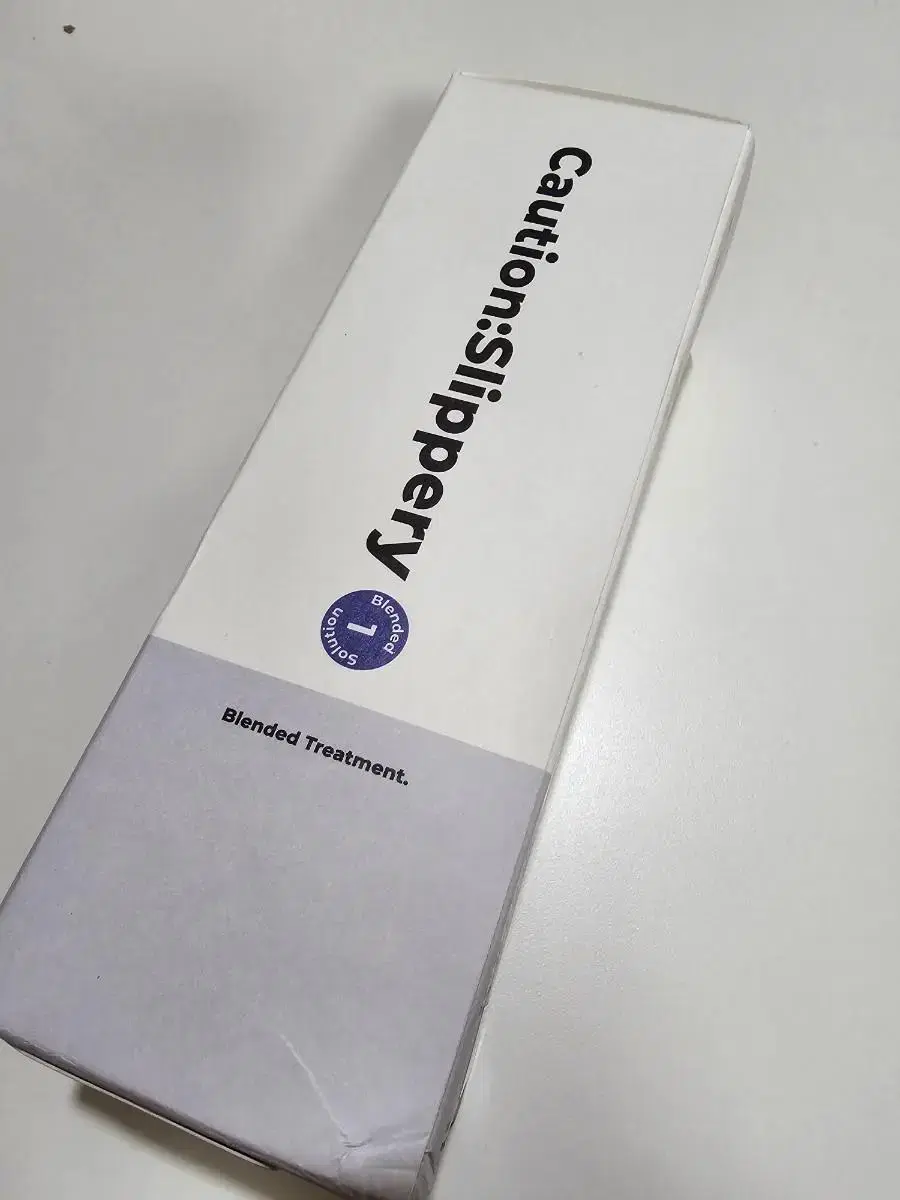 Caution:Slippery
Blended
1
Solution
Blended Treatment.